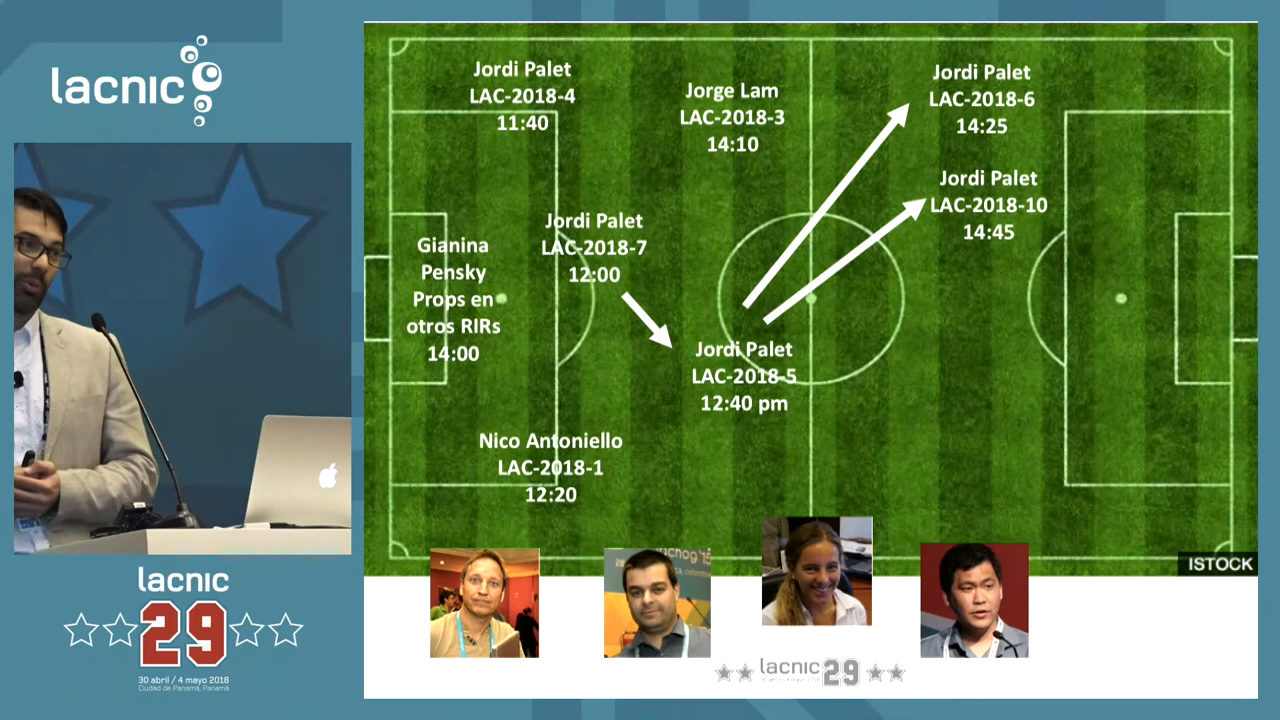 lacnic
Jordi Palet
LAC-2018-4
11:40
Jorge Lam
LAC-2018-3
14:10
Jordi Palet
LAC-2018-6
14:25
Jordi Palet
LAC-2018-10
14:45
Jordi Palet
LAC-2018-7
12:00
Gianina
Pensky
Props en
otros RIRs
14:00
Jordi Palet
LAC-2018-5
12:40 pm
Nico Antoniello
LAC-2018-1
12:20
ISTOCK
lacnic
29
30 abril / 4 mayo 2018
Ciudad de Panamá, Panamá
lacnic 29